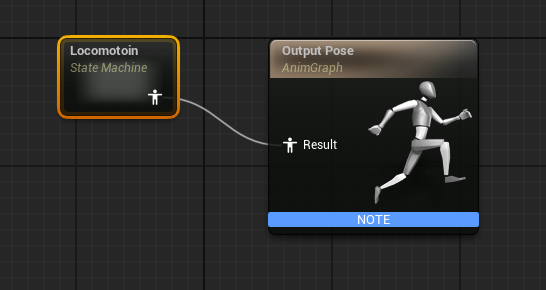 Locomotoin
State Machine
Output Pose
AnimGraph
Result
NOTE